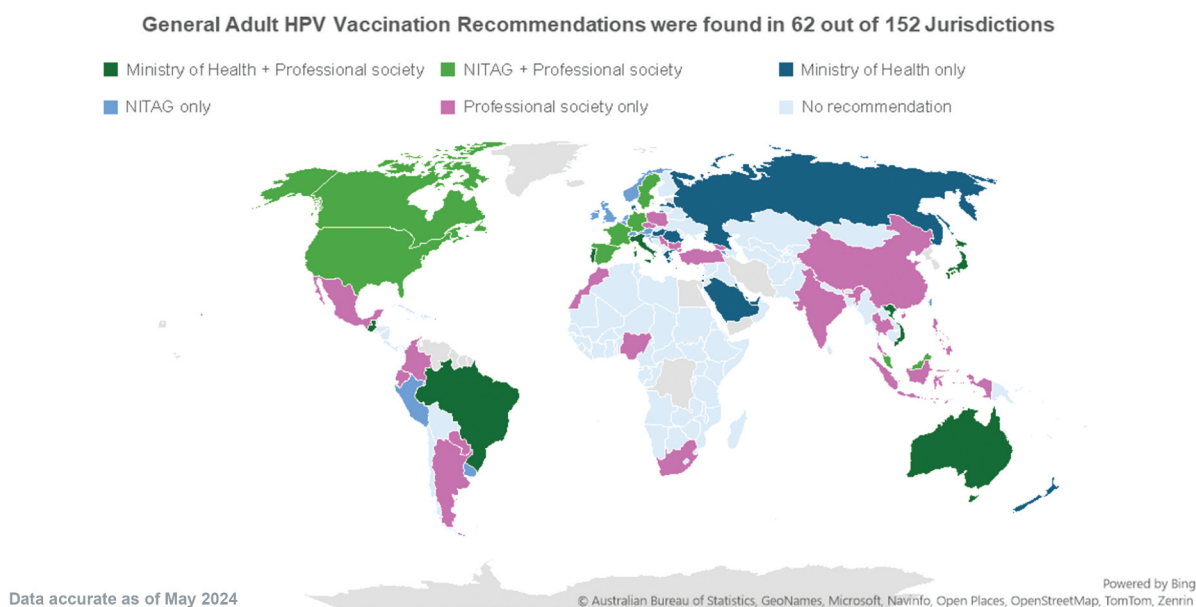 General Adult HPV Vaccination Recommendations were found in 62 out of 152 Jurisdictions
Ministry of Health + Professional society
NITAG + Professional society
Ministry of Health only
NITAG only
Professional society only
No recommendation
Powered by Bing
Data accurate as of May 2024
© Australian Bureau of Statistics, GeoNames, Microsoft, Navinfo, Open Places, OpenStreetMap, TomTom, Zenrin